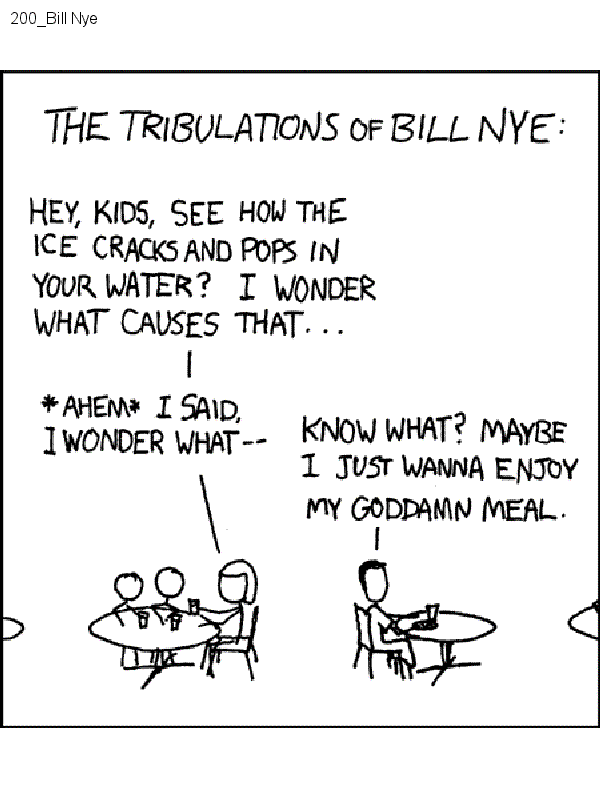 200_Bill Nye
THE TRIBULATIONS OF BILL NYE:
HEY, KIDS, SEE HOW THE
ICE CRACKS AND POPS IN
YOUR WATER? I WONDER
WHAT CAUSES THAT...
*AHEM* I SAID,
I WONDER WHAT--
KNOW WHAT? MAYBE
I JUST WANNA ENJOY
MY GODDAMN MEAL.